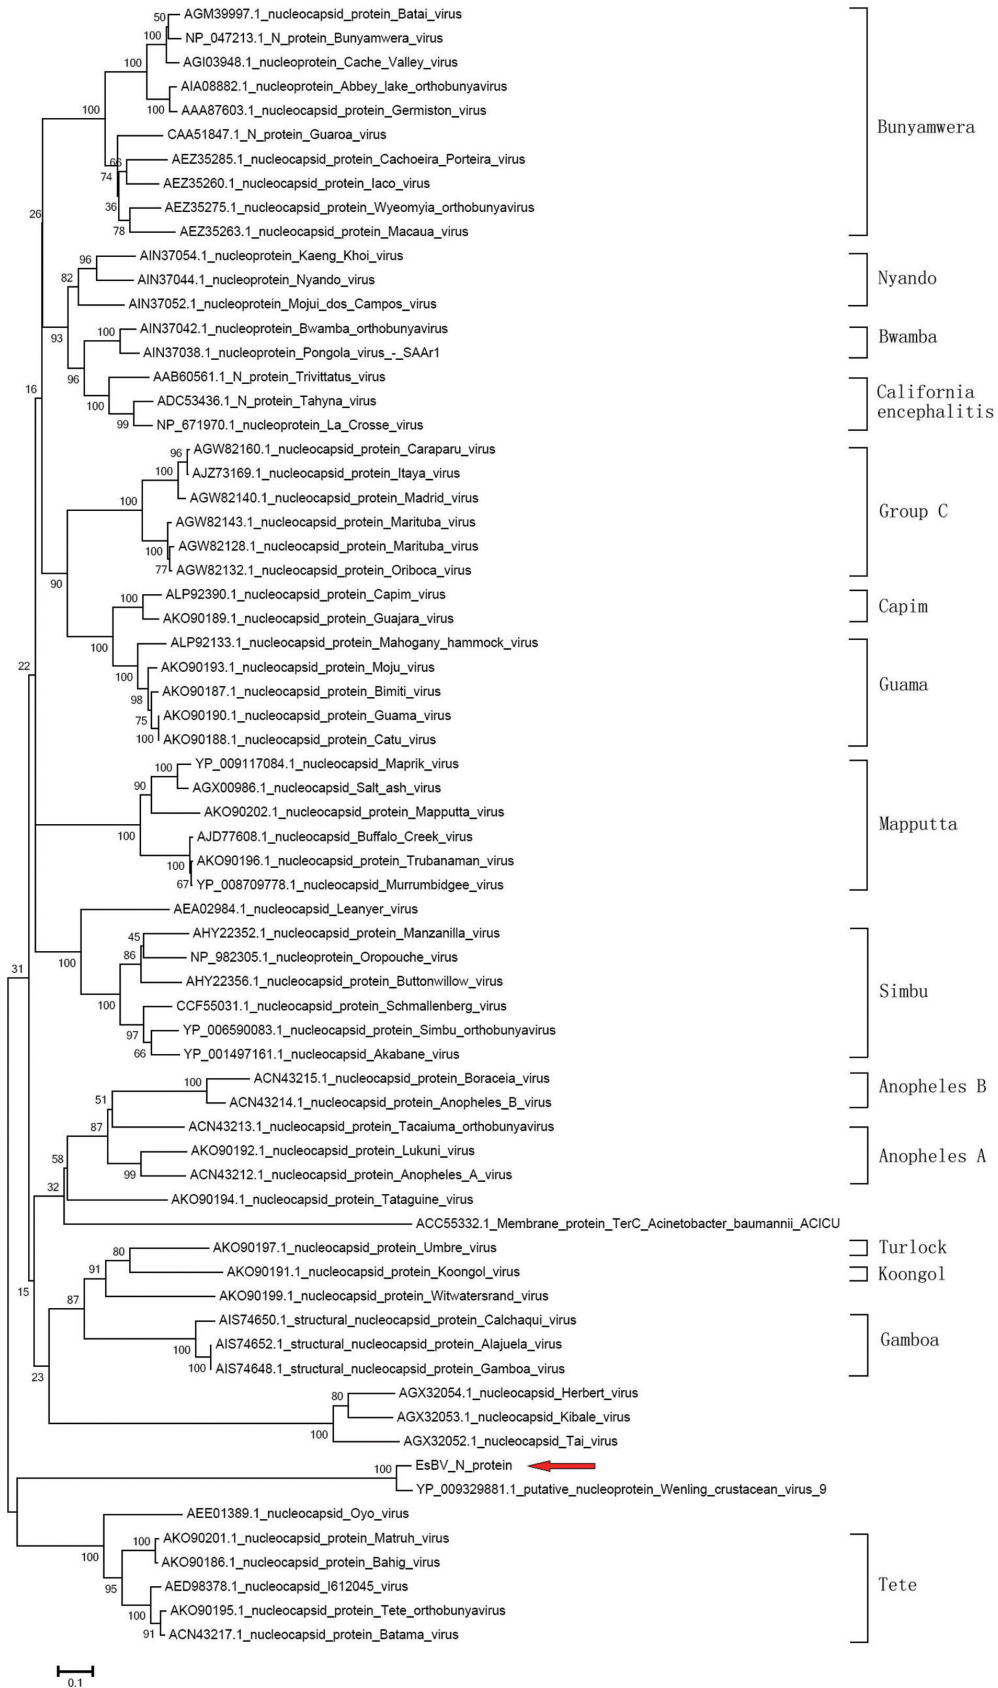 AGM39997.1_nucleocapsid_protein_Batai_virus
50
NP_047213.1_N_protein_Bunyamwera_virus
100
AGI03948.1_nucleoprotein_Cache_Valley_virus
100
AIA08882.1_nucleoprotein_Abbey_lake_orthobunyavirus
100
AAA87603.1_nucleocapsid_protein_Germiston_virus
100
Bunyamwera
CAA51847.1_N_protein_Guaroa_virus
66
AEZ35285.1_nucleocapsid_protein_Cachoeira_Porteira_virus
74
AEZ35260.1_nucleocapsid_protein_Iaco_virus
36
AEZ35275.1_nucleocapsid_protein_Wyeomyia_orthobunyavirus
26
78
AEZ35263.1_nucleocapsid_protein_Macaua_virus
96
AIN37054.1_nucleoprotein_Kaeng_Khoi_virus
82
AIN37044.1_nucleoprotein_Nyando_virus
Nyando
AIN37052.1_nucleoprotein_Mojui_dos_Campos_virus
93
100
AIN37042.1_nucleoprotein_Bwamba_orthobunyavirus
Bwamba
AIN37038.1_nucleoprotein_Pongola_virus_-_SAAr1
96
AAB60561.1_N_protein_Trivittatus_virus
16
100
ADC53436.1_N_protein_Tahyna_virus
California
encephalitis
99
NP_671970.1_nucleoprotein_La_Crosse_virus
96
AGW82160.1_nucleocapsid_protein_Caraparu_virus
100
AJZ73169.1_nucleocapsid_protein_Itaya_virus
100
AGW82140.1_nucleocapsid_protein_Madrid_virus
Group C
AGW82143.1_nucleocapsid_protein_Marituba_virus
100
AGW82128.1_nucleocapsid_protein_Marituba_virus
77
AGW82132.1_nucleocapsid_protein_Oriboca_virus
90
100
ALP92390.1_nucleocapsid_protein_Capim_virus
Capim
AKO90189.1_nucleocapsid_protein_Guajara_virus
100
ALP92133.1_nucleocapsid_protein_Mahogany_hammock_virus
22
100
AKO90193.1_nucleocapsid_protein_Moju_virus
Guama
98
AKO90187.1_nucleocapsid_protein_Bimiti_virus
75
AKO90190.1_nucleocapsid_protein_Guama_virus
100
AKO90188.1_nucleocapsid_protein_Catu_virus
100
YP_009117084.1_nucleocapsid_Maprik_virus
90
AGX00986.1_nucleocapsid_Salt_ash_virus
AKO90202.1_nucleocapsid_protein_Mapputta_virus
Mapputta
100
AJD77608.1_nucleocapsid_Buffalo_Creek_virus
100
AKO90196.1_nucleocapsid_protein_Trubanaman_virus
67
YP_008709778.1_nucleocapsid_Murrumbidgee_virus
AEA02984.1_nucleocapsid_Leanyer_virus
45
AHY22352.1_nucleocapsid_protein_Manzanilla_virus
86
NP_982305.1_nucleoprotein_Oropouche_virus
100
31
AHY22356.1_nucleocapsid_protein_Buttonwillow_virus
Simbu
100
CCF55031.1_nucleocapsid_protein_Schmallenberg_virus
97
YP_006590083.1_nucleocapsid_protein_Simbu_orthobunyavirus
66
YP_001497161.1_nucleocapsid_Akabane_virus
100
ACN43215.1_nucleocapsid_protein_Boraceia_virus
Anopheles B
51
ACN43214.1_nucleocapsid_protein_Anopheles_B_virus
87
ACN43213.1_nucleocapsid_protein_Tacaiuma_orthobunyavirus
AKO90192.1_nucleocapsid_protein_Lukuni_virus
Anopheles A
58
99
ACN43212.1_nucleocapsid_protein_Anopheles_A_virus
32
AKO90194.1_nucleocapsid_protein_Tataguine_virus
ACC55332.1_Membrane_protein_TerC_Acinetobacter_baumannii_ACICU
80
AKO90197.1_nucleocapsid_protein_Umbre_virus
Turlock
91
AKO90191.1_nucleocapsid_protein_Koongol_virus
Koongol
15
87
AKO90199.1_nucleocapsid_protein_Witwatersrand_virus
AIS74650.1_structural_nucleocapsid_protein_Calchaqui_virus
100
AIS74652.1_structural_nucleocapsid_protein_Alajuela_virus
Gamboa
100
AIS74648.1_structural_nucleocapsid_protein_Gamboa_virus
23
80
AGX32054.1_nucleocapsid_Herbert_virus
AGX32053.1_nucleocapsid_Kibale_virus
100
AGX32052.1_nucleocapsid_Tai_virus
100
EsBV_N_protein
YP_009329881.1_putative_nucleoprotein_Wenling_crustacean_virus_9
AEE01389.1_nucleocapsid_Oyo_virus
100
100
AKO90201.1_nucleocapsid_protein_Matruh_virus
AKO90186.1_nucleocapsid_protein_Bahig_virus
95
AED98378.1_nucleocapsid_I612045_virus
Tete
100
AKO90195.1_nucleocapsid_protein_Tete_orthobunyavirus
91
ACN43217.1_nucleocapsid_protein_Batama_virus
0.1